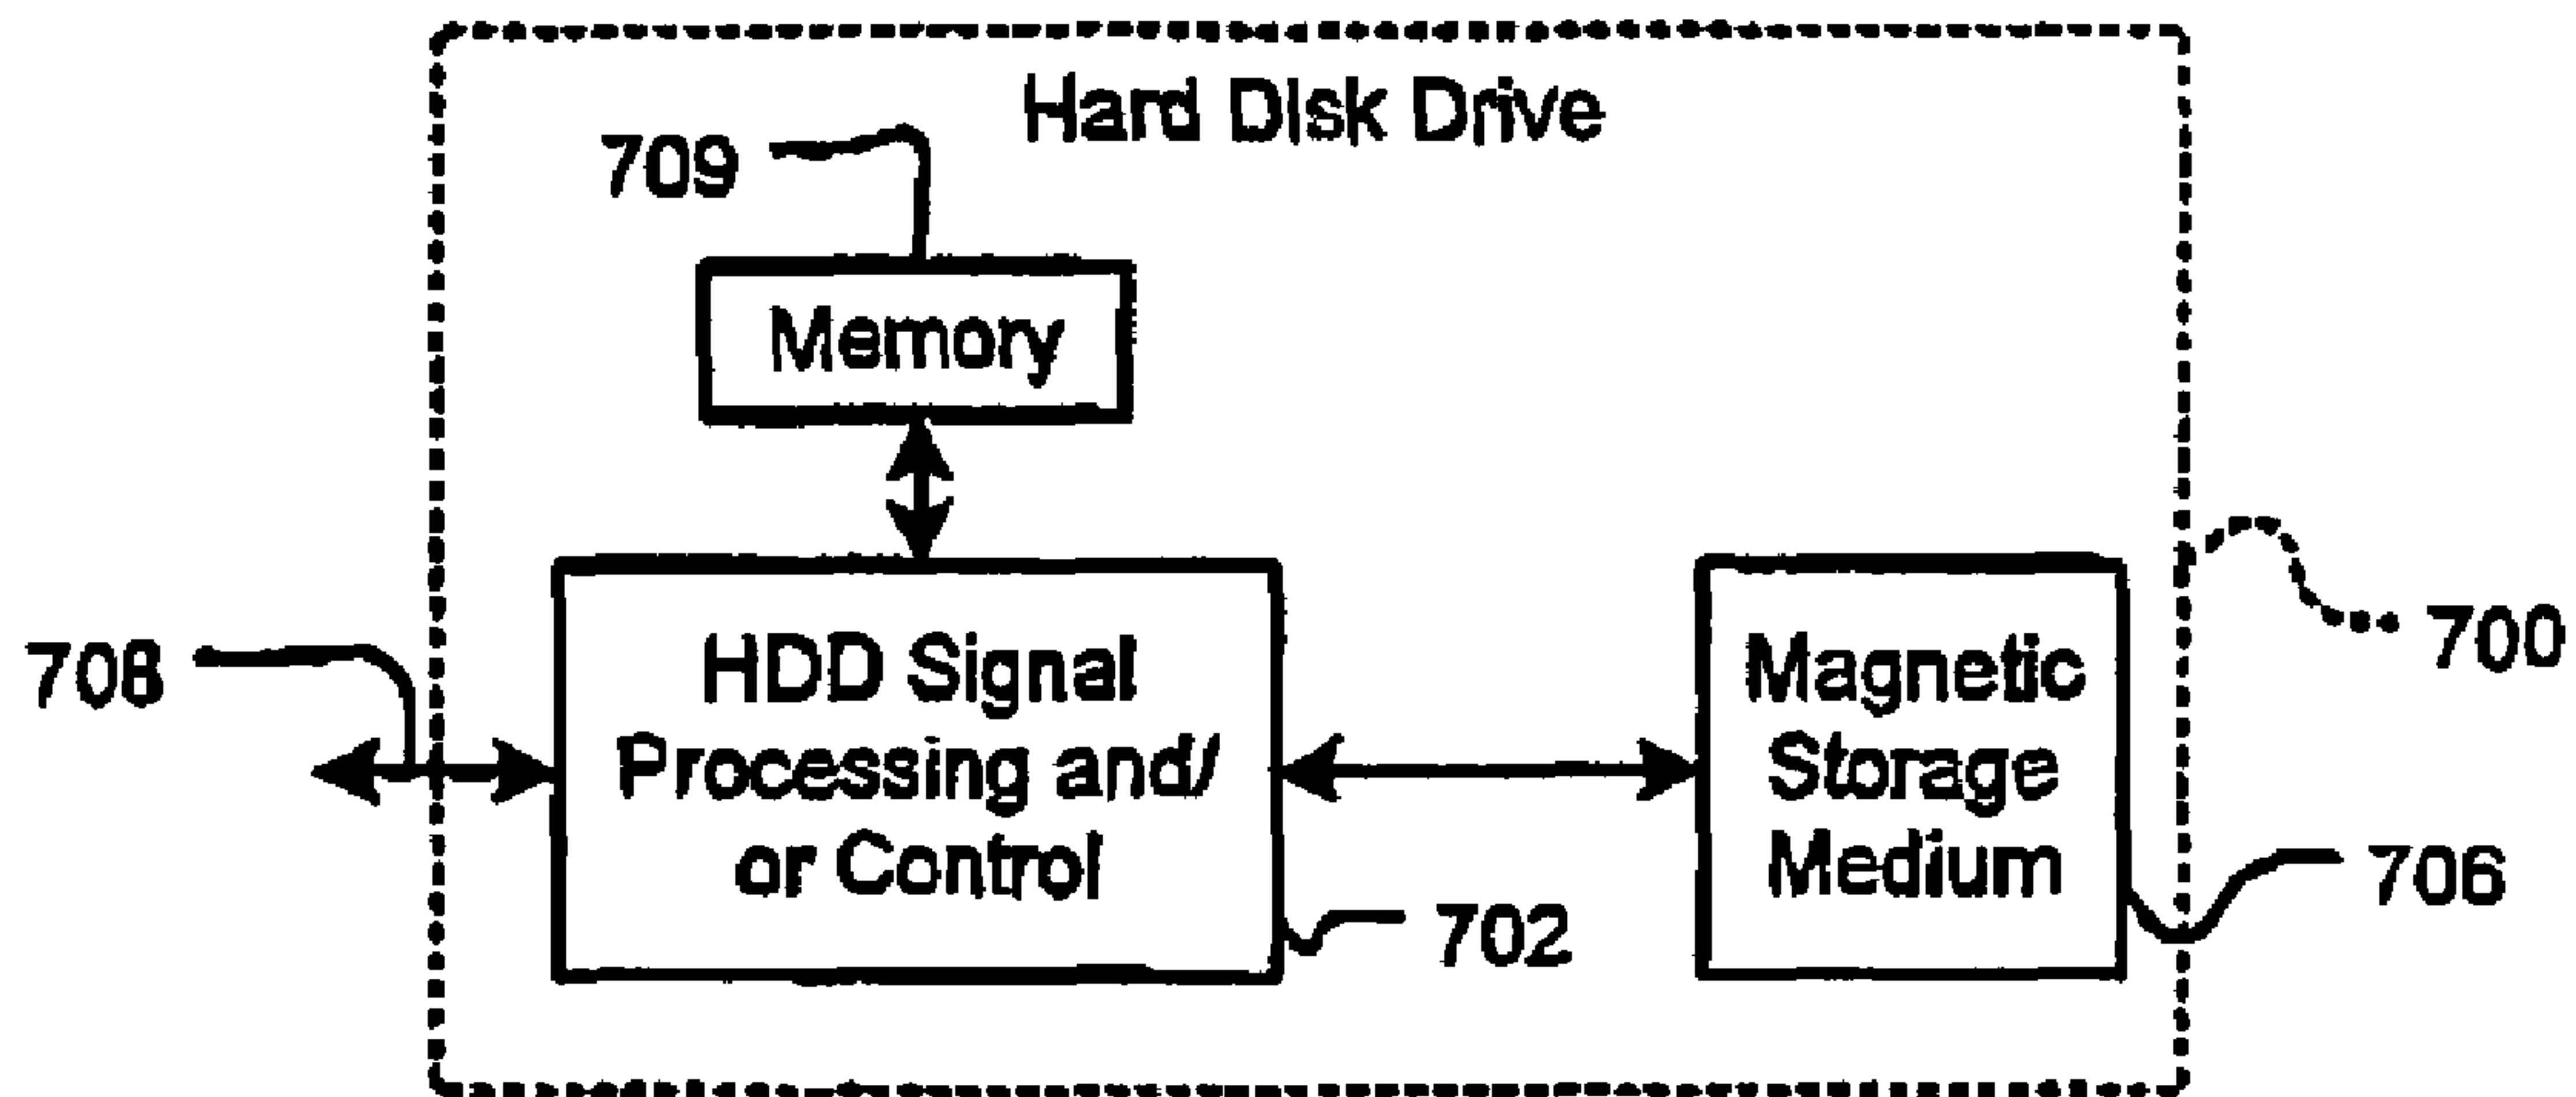 Hard Disk Drive
709
Memory
708
HDD Signal
Processing and/
or Control
702
Magnetic
Storage
Medium
700
706